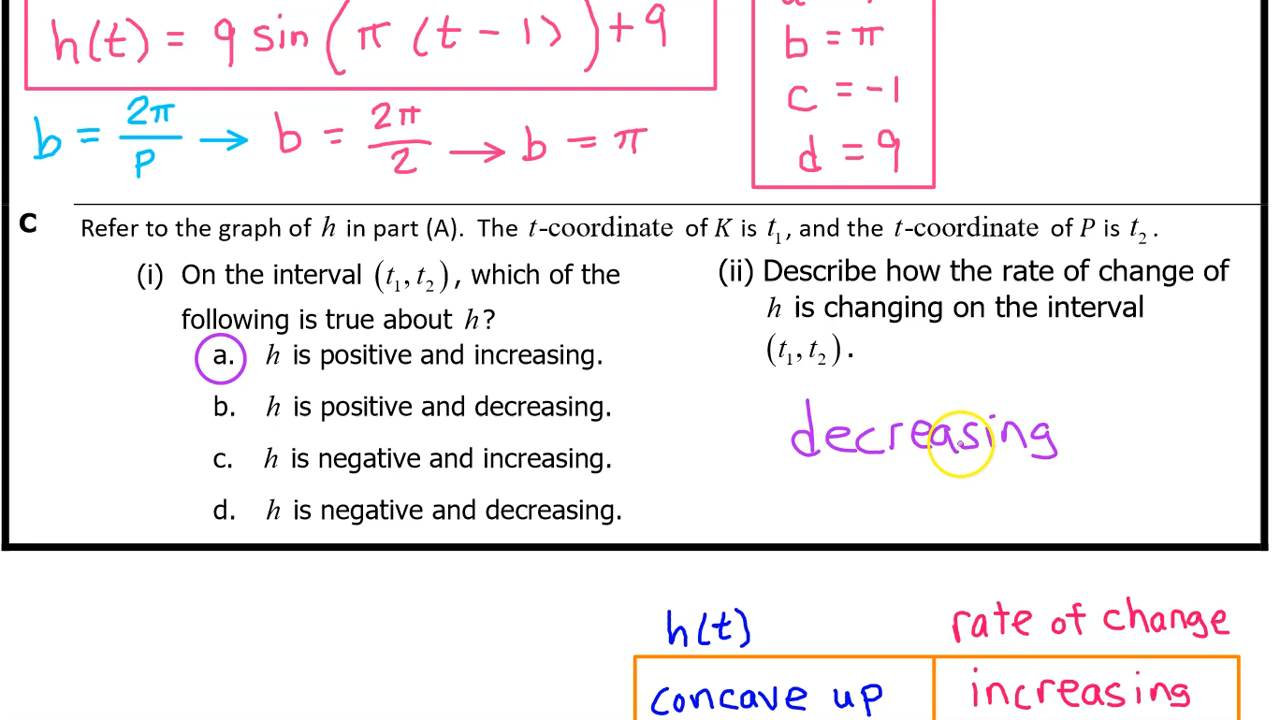 h(t) = 9 sin(π(t - 1)) + 9
b = π
c = -1
d = 9
b = 2π/P → b = 2π/2 → b = π
C Refer to the graph of h in part (A). The t-coordinate of K is t₁, and the t-coordinate of P is t₂.
(i) On the interval (t₁, t₂), which of the
following is true about h?
a. h is positive and increasing.
b. h is positive and decreasing.
c. h is negative and increasing.
d. h is negative and decreasing.
(ii) Describe how the rate of change of
h is changing on the interval
(t₁, t₂).
decreasing
h(t) rate of change
concave up increasing